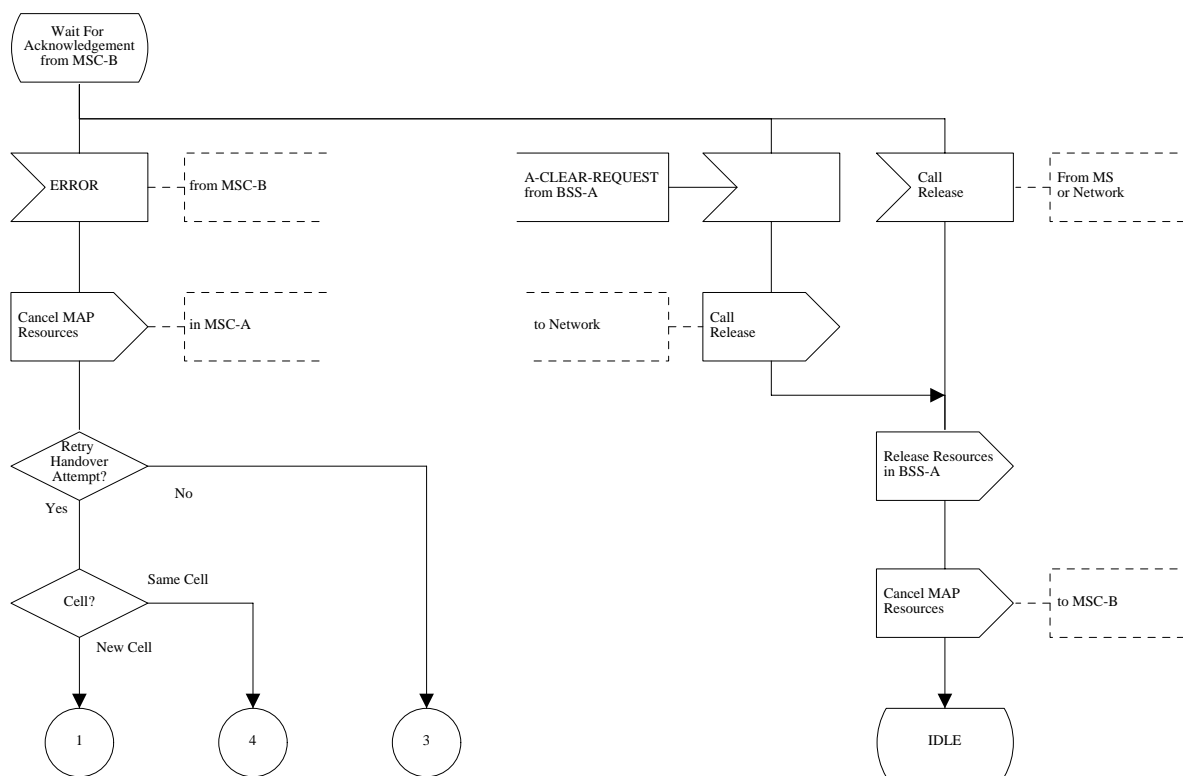 Wait For
Acknowledgement
from MSC-B
ERROR
from MSC-B
A-CLEAR-REQUEST
from BSS-A
Call
Release
From MS
or Network
Cancel MAP
Resources
in MSC-A
to Network
Call
Release
Retry
Handover
Attempt?
No
Yes
Release Resources
in BSS-A
Same Cell
Cell?
New Cell
Cancel MAP
Resources
to MSC-B
1
4
3
IDLE